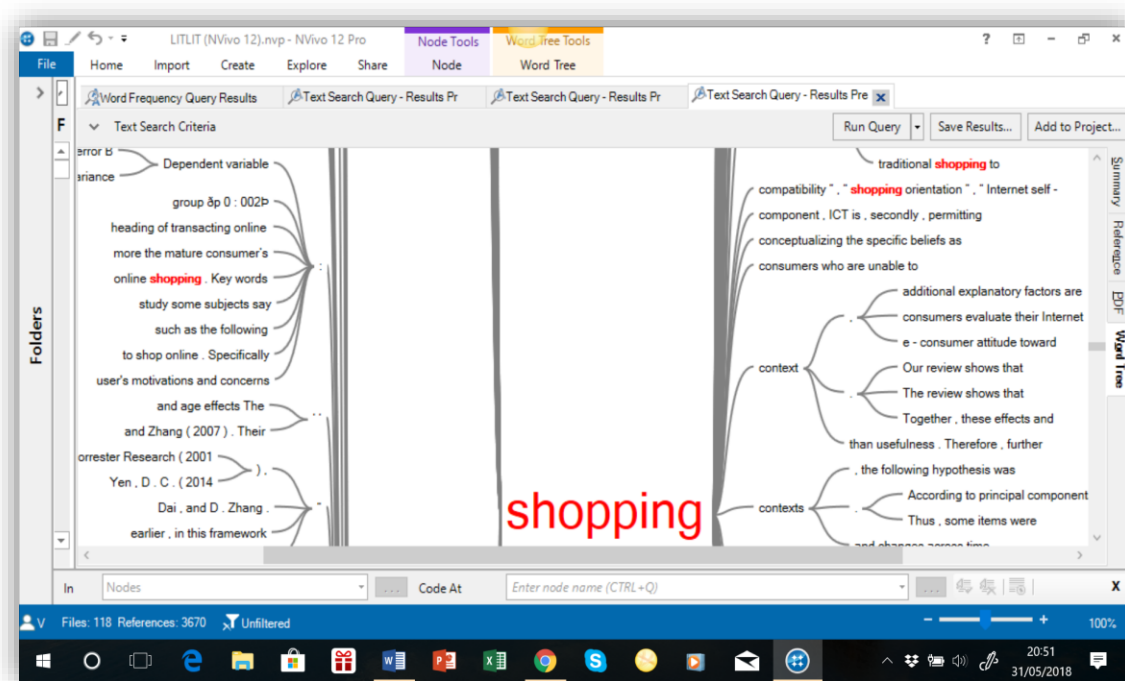 LITLIT (NVivo 12).nvp - NVivo 12 Pro
Node Tools
Word Tree Tools
?
File
Home
Import
Create
Explore
Share
Node
Word Tree
Word Frequency Query Results
Text Search Query - Results Pr
Text Search Query - Results Pr
Text Search Query - Results Pre
F
Text Search Criteria
Run Query
Save Results...
Add to Project...
Folders
error B
ariance
Dependent variable
group ðp 0 : 002Þ
heading of transacting online
more the mature consumer's
online shopping . Key words
study some subjects say
such as the following
to shop online . Specifically
user's motivations and concerns
:
and age effects The
and Zhang ( 2007 ) . Their
. .
orrester Research ( 2001
Yen , D . C . ( 2014
) ,
Dai , and D . Zhang .
earlier , in this framework
"
shopping
traditional shopping to
compatibility " , " shopping orientation " , " Internet self -
component , ICT is , secondly , permitting
conceptualizing the specific beliefs as
consumers who are unable to
context
,
additional explanatory factors are
consumers evaluate their Internet
e - consumer attitude toward
.
Our review shows that
The review shows that
Together , these effects and
than usefulness . Therefore , further
contexts
, the following hypothesis was
.
According to principal component
Thus , some items were
and changes across time
Summary
Reference
PDF
Word Tree
In
Nodes
...
Code At
Enter node name (CTRL+Q)
...
X
V
Files: 118 References: 3670
Unfiltered
100%
20:51
31/05/2018